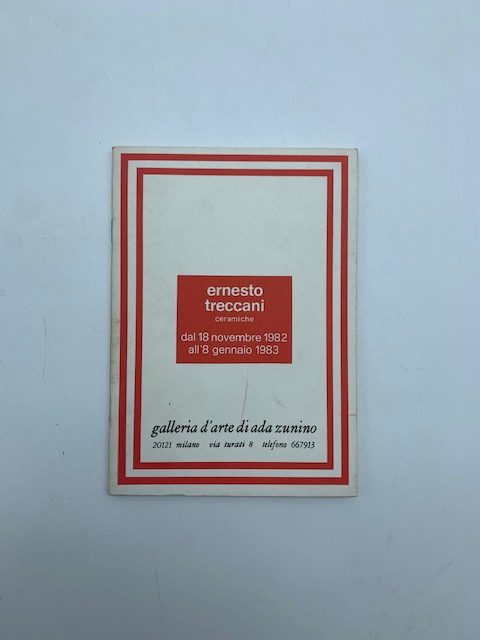 ernesto
treccani
ceramiche
dal 18 novembre 1982
all'8 gennaio 1983
galleria d'arte di ada zunino
20121 milano via turati 8 telefono 667913